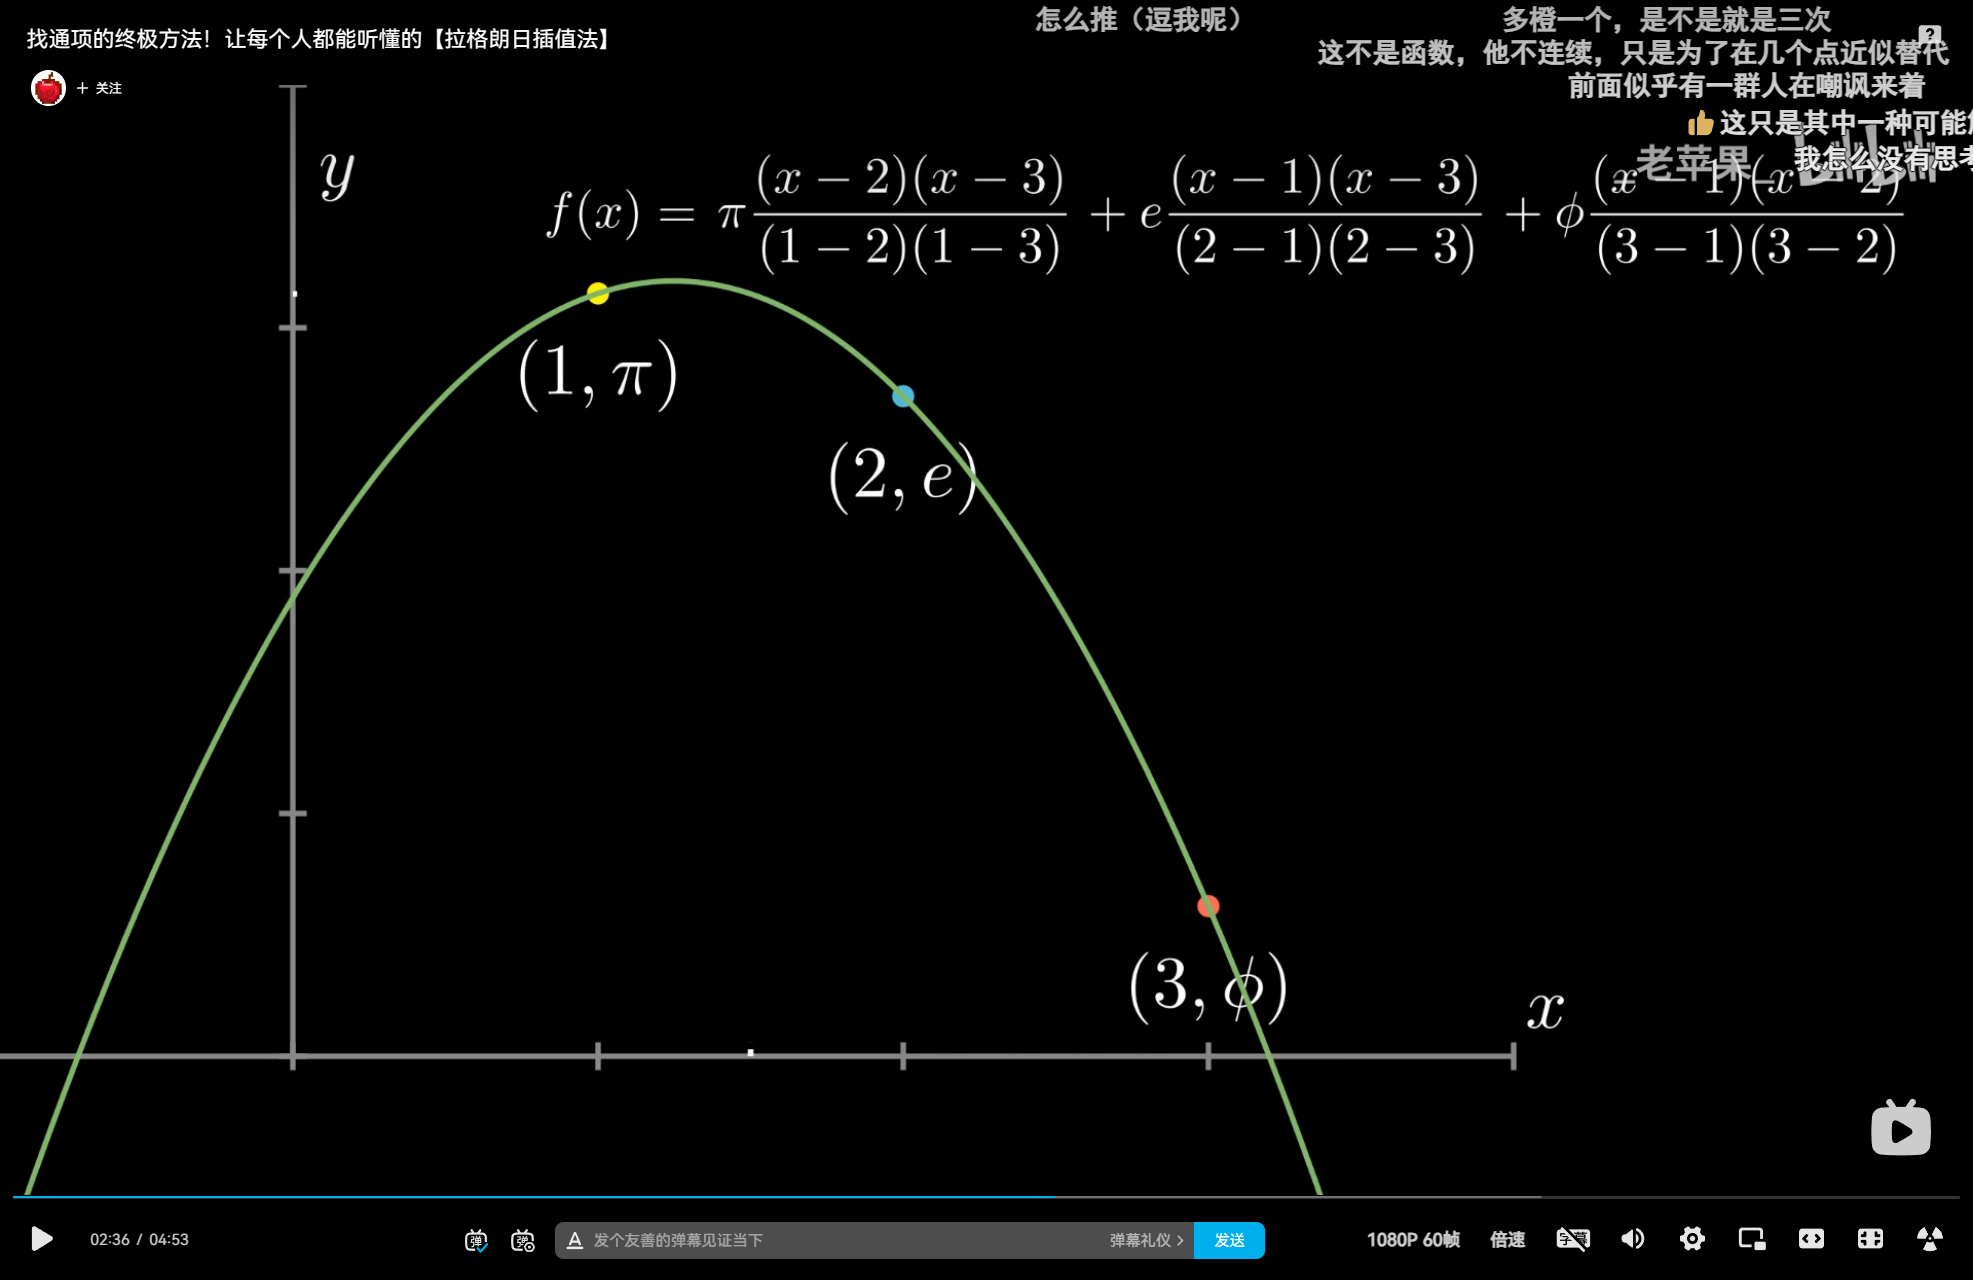 找通项的终极方法！让每个人都能听懂的【拉格朗日插值法】
怎么推（逗我呢）
多橙一个，是不是就是三次
这不是函数，他不连续，只是为了在几个点近似替代
+ 关注
前面似乎有一群人在嘲讽来着
这只是其中一种可能
老苹果
我怎么没有思考
y
f(x) = π (x − 2)(x − 3) / (1 − 2)(1 − 3) + e (x − 1)(x − 3) / (2 − 1)(2 − 3) + ϕ (x − 1)(x − 2) / (3 − 1)(3 − 2)
(1, π)
(2, e)
(3, ϕ)
x
02:36 / 04:53
弹
弹
A 发个友善的弹幕见证当下
弹幕礼仪 >
发送
1080P 60帧
倍速
字幕